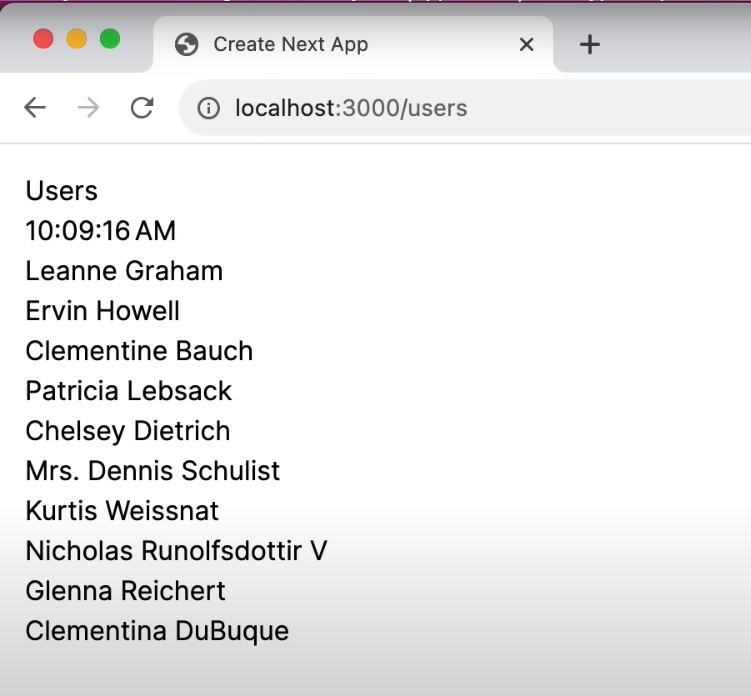 Create Next App
localhost:3000/users
Users
10:09:16 AM
Leanne Graham
Ervin Howell
Clementine Bauch
Patricia Lebsack
Chelsey Dietrich
Mrs. Dennis Schulist
Kurtis Weissnat
Nicholas Runolfsdottir V
Glenna Reichert
Clementina DuBuque